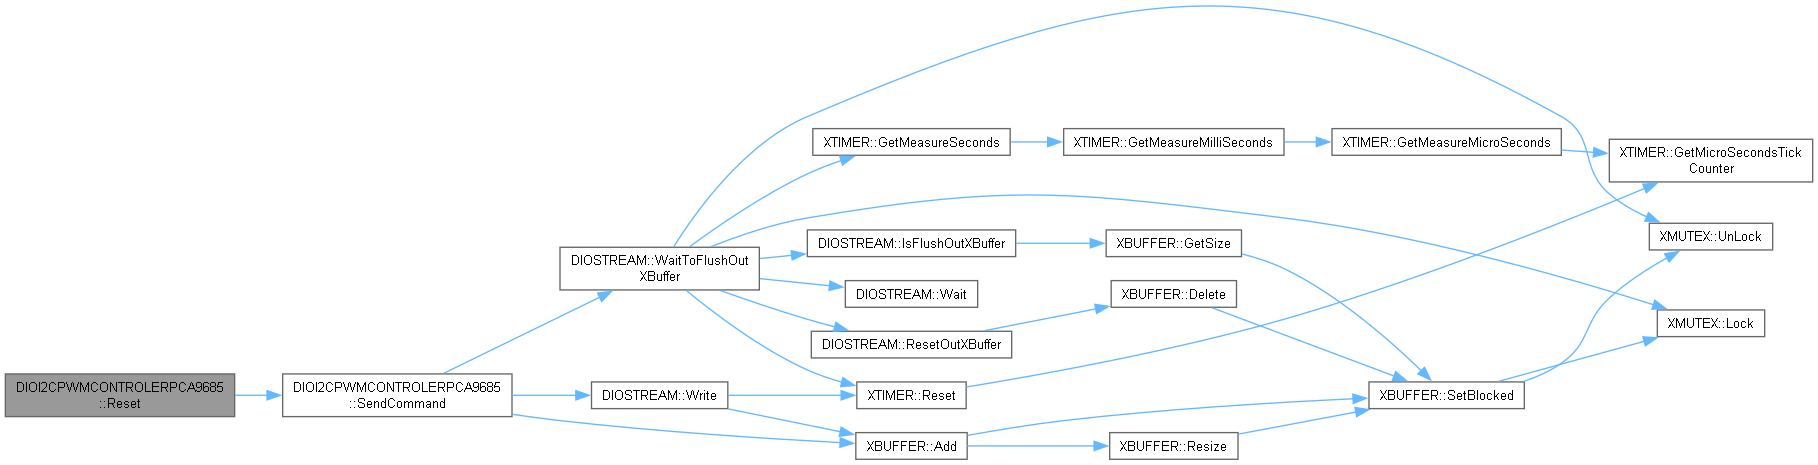 DIOI2CPWMCONTROLERPCA9685
::Reset
DIOI2CPWMCONTROLERPCA9685
::SendCommand
DIOSTREAM::WaitToFlushOut
XBuffer
XTIMER::GetMeasureSeconds
XTIMER::GetMeasureMilliSeconds
XTIMER::GetMeasureMicroSeconds
XTIMER::GetMicroSecondsTick
Counter
DIOSTREAM::IsFlushOutXBuffer
XBUFFER::GetSize
XMUTEX::UnLock
DIOSTREAM::Wait
XBUFFER::Delete
XMUTEX::Lock
DIOSTREAM::ResetOutXBuffer
DIOSTREAM::Write
XTIMER::Reset
XBUFFER::SetBlocked
XBUFFER::Add
XBUFFER::Resize